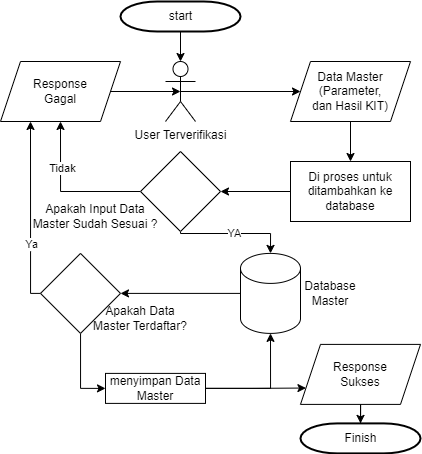 start
Response
Gagal
Data Master
(Parameter,
dan Hasil KIT)
User Terverifikasi
Tidak
Di proses untuk
ditambahkan ke
database
Apakah Input Data
Master Sudah Sesuai ?
YA
Ya
Database
Master
Apakah Data
Master Terdaftar?
menyimpan Data
Master
Response
Sukses
Finish